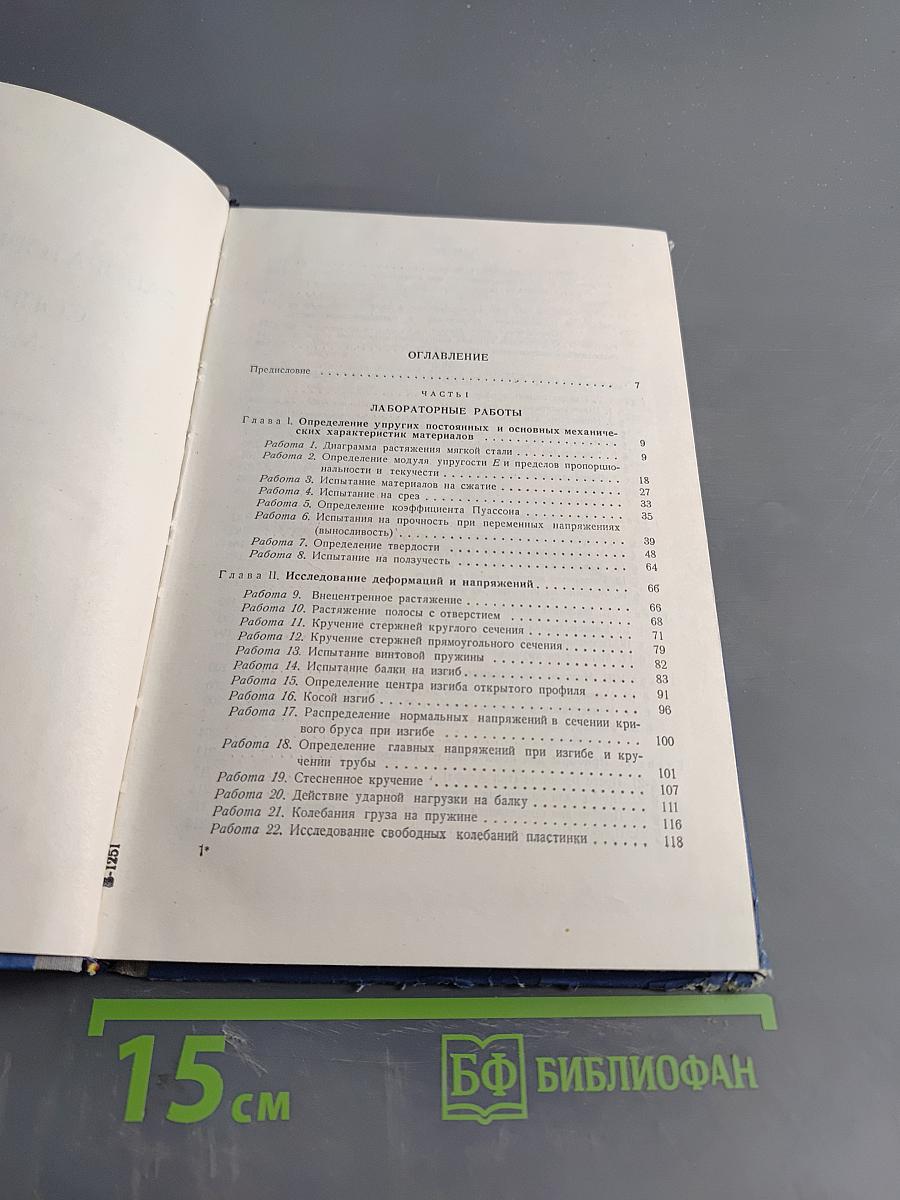 ОГЛАВЛЕНИЕ
Предисловие . . . . . . . . . . 7
ЧАСТЬ I
ЛАБОРАТОРНЫЕ РАБОТЫ
Глава I. Определение упругих постоянных и основных механиче-
ских характеристик материалов . . . . . . . . . . 9
Работа 1. Диаграмма растяжения мягкой стали . . . . . . . . . . 9
Работа 2. Определение модуля упругости E и пределов пропорцио-
нальности и текучести . . . . . . . . . . 18
Работа 3. Испытание материалов на сжатие . . . . . . . . . . 27
Работа 4. Испытание на срез . . . . . . . . . . 33
Работа 5. Определение коэффициента Пуассона . . . . . . . . . . 35
Работа 6. Испытания на прочность при переменных напряжениях
(выносливость) . . . . . . . . . . 39
Работа 7. Определение твердости . . . . . . . . . . 48
Работа 8. Испытание на ползучесть . . . . . . . . . . 64
Глава II. Исследование деформаций и напряжений . . . . . . . . . . 66
Работа 9. Внецентренное растяжение . . . . . . . . . . 66
Работа 10. Растяжение полосы с отверстием . . . . . . . . . . 68
Работа 11. Кручение стержней круглого сечения . . . . . . . . . . 71
Работа 12. Кручение стержней прямоугольного сечения . . . . . . . . . . 79
Работа 13. Испытание винтовой пружины . . . . . . . . . . 82
Работа 14. Испытание балки на изгиб . . . . . . . . . . 83
Работа 15. Определение центра изгиба открытого профиля . . . . . 91
Работа 16. Косой изгиб . . . . . . . . . . 96
Работа 17. Распределение нормальных напряжений в сечении кри-
вого бруса при изгибе . . . . . . . . . . 100
Работа 18. Определение главных напряжений при изгибе и кру-
чении трубы . . . . . . . . . . 101
Работа 19. Стесненное кручение . . . . . . . . . . 107
Работа 20. Действие ударной нагрузки на балку . . . . . . . . . . 111
Работа 21. Колебания груза на пружине . . . . . . . . . . 116
Работа 22. Исследование свободных колебаний пластинки . . . . . . 118
1*
-1251
15 см
БФ БИБЛИОФАН